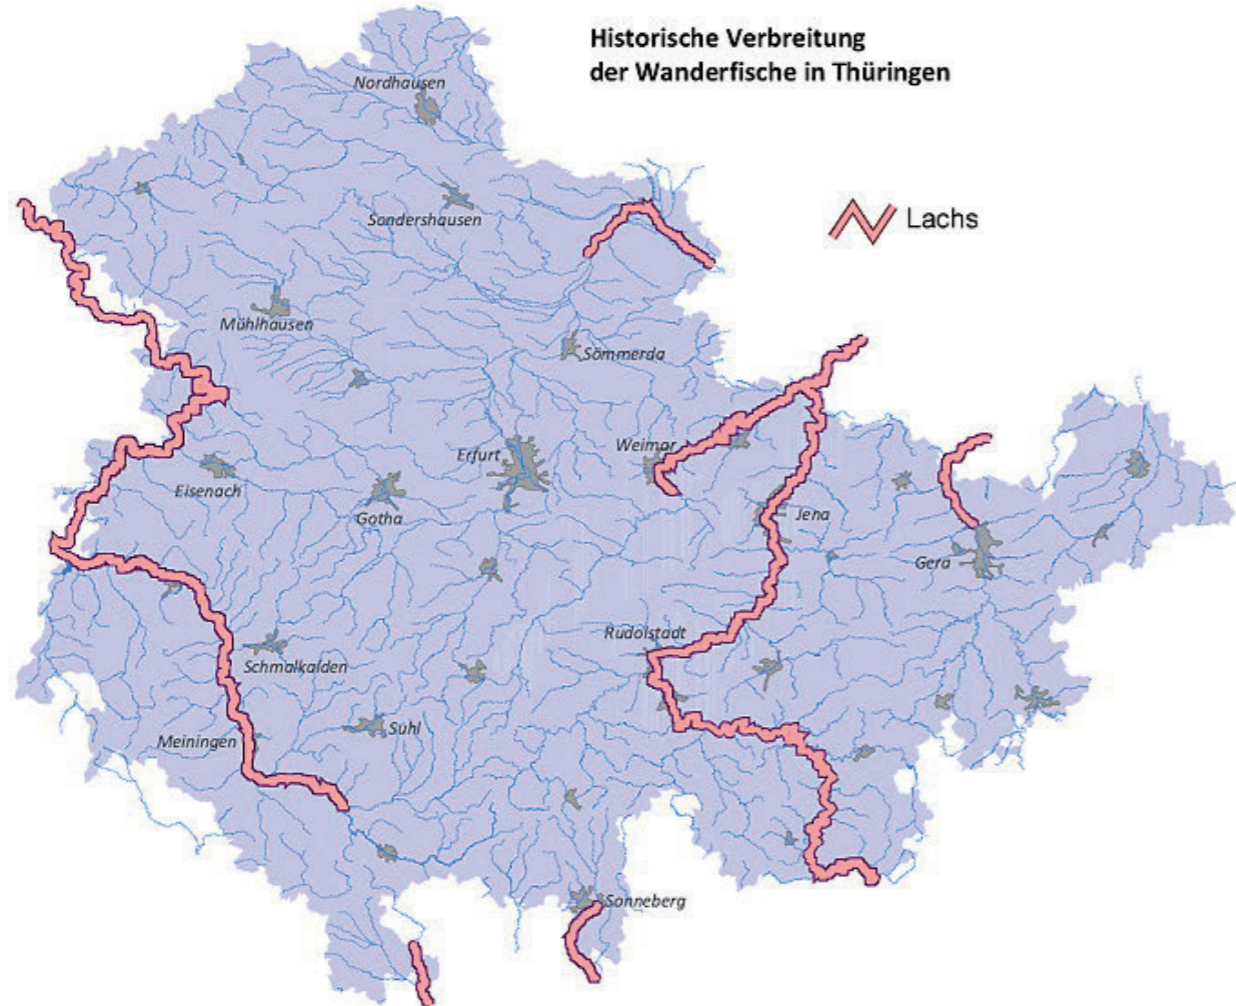 Historische Verbreitung
der Wanderfische in Thüringen
Nordhausen
Sondershausen
Lachs
Mühlhausen
Sömmerda
Erfurt
Weimar
Eisenach
Gotha
Jena
Gera
Rudolstadt
Schmalkalden
Suhl
Meiningen
Sonneberg